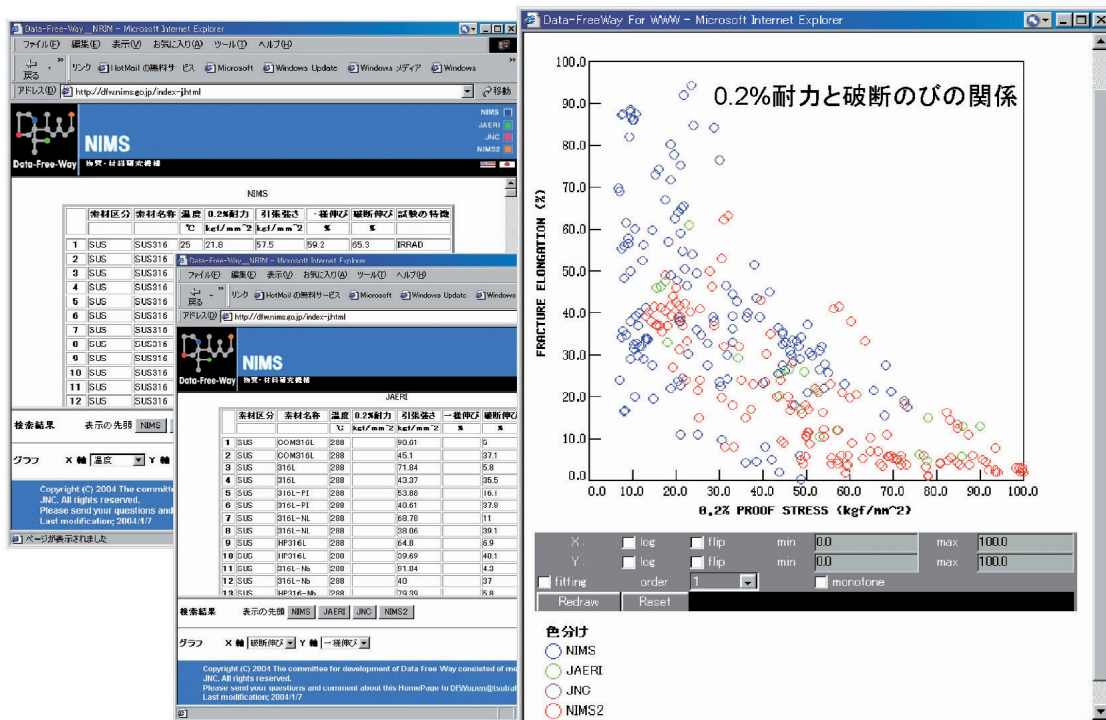 Data-Free-Way__NRIM - Microsoft Internet Explorer
ファイル(F) 編集(E) 表示(V) お気に入り(A) ツール(T) ヘルプ(H)
戻る リンク HotMail の無料サービス Microsoft Windows Update Windows メディア Windows
アドレス(D) http://dfw.nims.go.jp/index-j.html 移動
Data-Free-Way
NIMS
物質・材料研究機構
NIMS
JAERI
JNC
NIMS2
NIMS
素材区分 素材名称 温度 0.2%耐力 引張強さ 一様伸び 破断伸び 試験の特徴
℃ kgf/mm^2 kgf/mm^2 % %
1 SUS SUS316 25 21.8 57.5 59.2 65.3 IRRAD
2 SUS SUS316
3 SUS SUS316
4 SUS SUS316
5 SUS SUS316
6 SUS SUS316
7 SUS SUS316
8 SUS SUS316
9 SUS SUS316
10 SUS SUS316
11 SUS SUS316
12 SUS SUS316
検索結果 表示の先頭 NIMS
グラフ X 軸 温度 Y 軸
Copyright (C) 2004 The committe
JNC. All rights reserved.
Please send your questions and
Last modification; 2004/1/7
ページが表示されました
Data-Free-Way__NRIM - Microsoft Internet Explorer
ファイル(F) 編集(E) 表示(V) お気に入り(A) ツール(T) ヘルプ(H)
戻る リンク HotMail の無料サービス Microsoft Windows Update Windows
アドレス(D) http://dfw.nims.go.jp/index-j.html
Data-Free-Way
NIMS
物質・材料研究機構
JAERI
素材区分 素材名称 温度 0.2%耐力 引張強さ 一様伸び 破断伸び
℃ kgf/mm^2 kgf/mm^2 % %
1 SUS COM316L 288 90.61 5
2 SUS COM316L 288 45.1 37.1
3 SUS 316L 288 71.84 5.8
4 SUS 316L 288 43.37 35.5
5 SUS 316L-PI 288 53.88 16.1
6 SUS 316L-PI 288 40.61 37.8
7 SUS 316L-NL 288 68.78 11
8 SUS 316L-NL 288 38.06 39.1
9 SUS HP316L 288 64.8 6.9
10 SUS HP316L 288 39.69 40.1
11 SUS 316L-Nb 288 91.84 4.3
12 SUS 316L-Nb 288 40 37
13 SUS HP316-Nb 288 79.39 5.8
検索結果 表示の先頭 NIMS JAERI JNC NIMS2
グラフ X 軸 破断伸び Y 軸 一様伸び
Copyright (C) 2004 The committee for development of Data Free Way consisted of me
JNC. All rights reserved.
Please send your questions and comment about this HomePage to
Last modification; 2004/1/7
Data-FreeWay For WWW - Microsoft Internet Explorer
0.2%耐力と破断のびの関係
FRACTURE ELONGATION (%)
100.0
90.0
80.0
70.0
60.0
50.0
40.0
30.0
20.0
10.0
0.0
0.0 10.0 20.0 30.0 40.0 50.0 60.0 70.0 80.0 90.0 100.0
0.2% PROOF STRESS (kgf/mm^2)
X: log flip min 0.0 max 100.0
Y: log flip min 0.0 max 100.0
fitting order 1 monotone
Redraw Reset
色分け
NIMS
JAERI
JNC
NIMS2